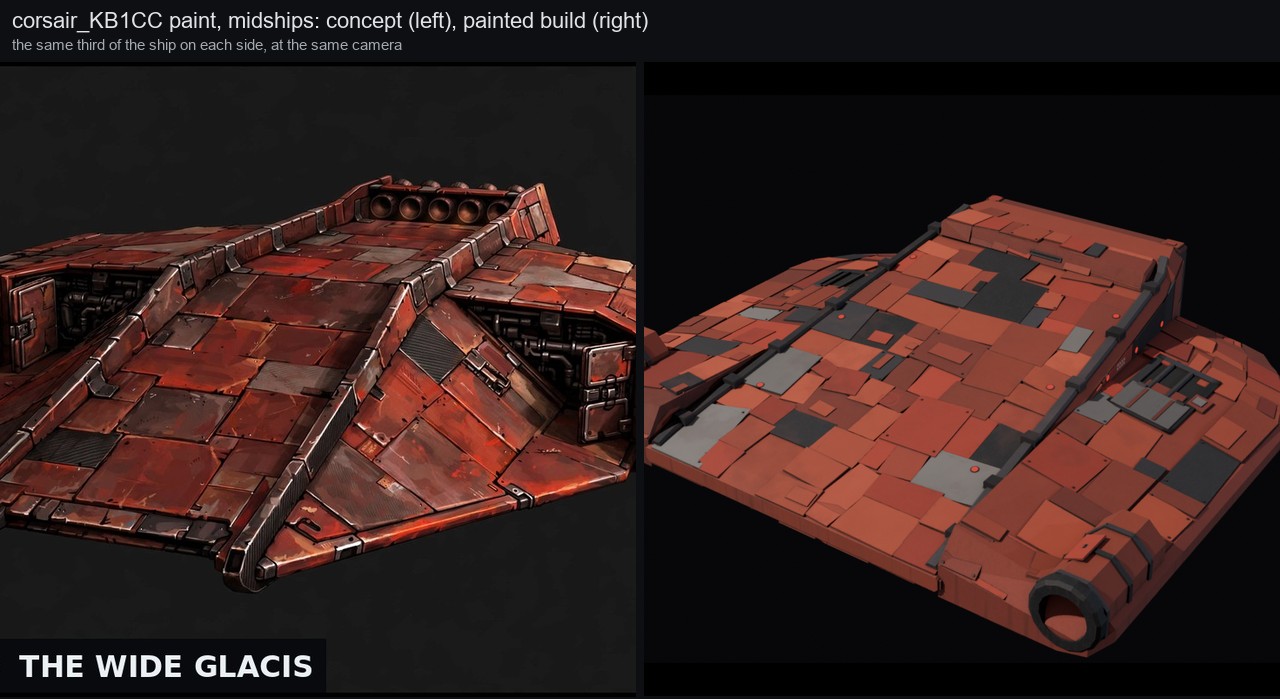 corsair_KB1CC paint, midships: concept (left), painted build (right)
the same third of the ship on each side, at the same camera
THE WIDE GLACIS